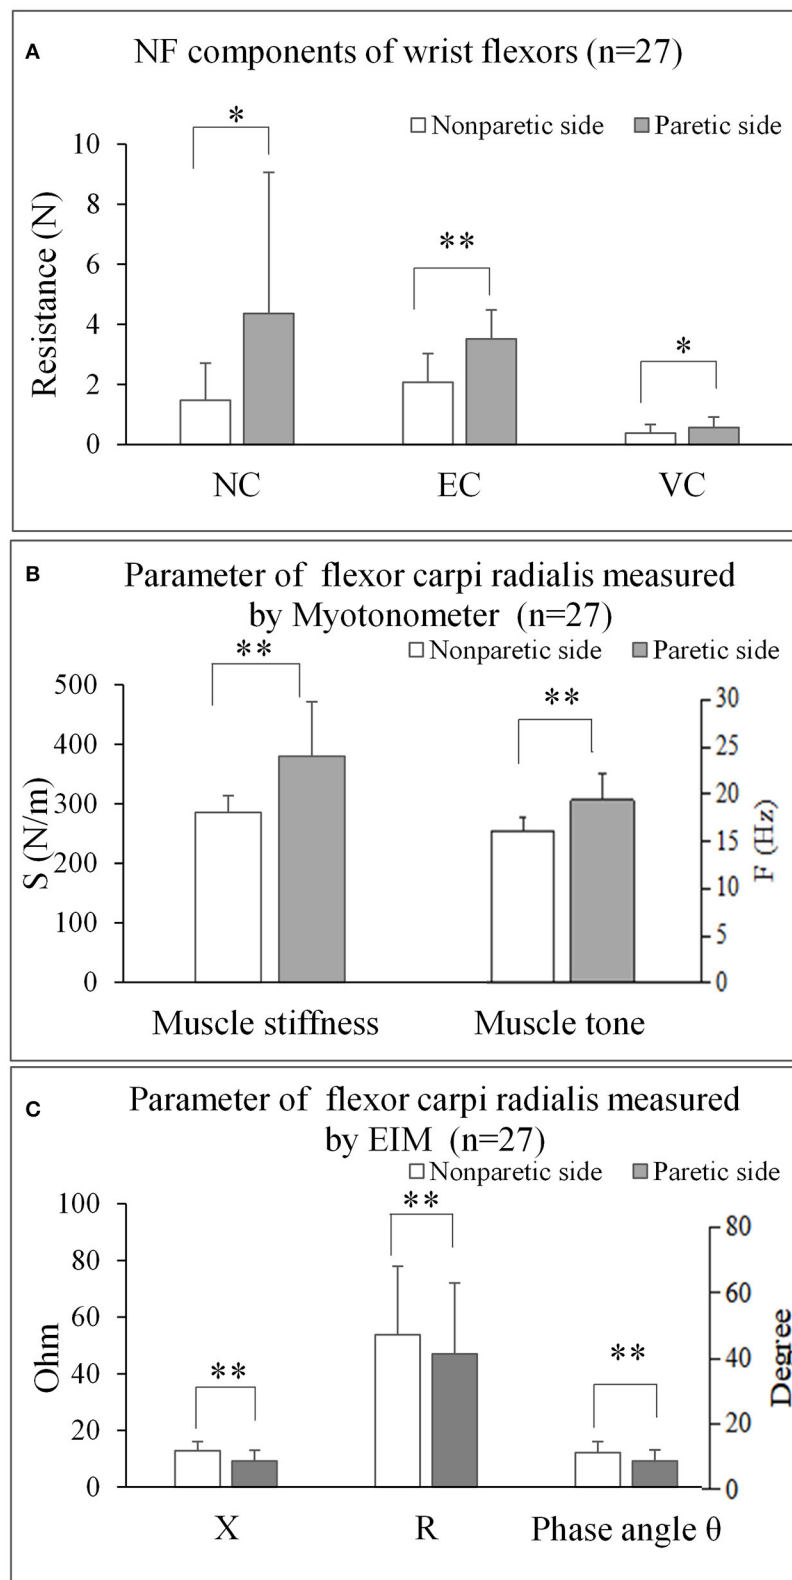 A
NF components of wrist flexors (n=27)
Nonparetic side Paretic side
*
10
8
6
4
2
0
Resistance (N)
**
*
NC EC VC
B
Parameter of flexor carpi radialis measured
by Myotonometer (n=27)
Nonparetic side Paretic side
**
**
500
400
300
200
100
0
S (N/m)
30
25
20
15
10
5
0
F (Hz)
Muscle stiffness Muscle tone
C
Parameter of flexor carpi radialis measured
by EIM (n=27)
Nonparetic side Paretic side
**
100
80
60
40
20
0
Ohm
**
**
80
60
40
20
0
Degree
X R Phase angle θ